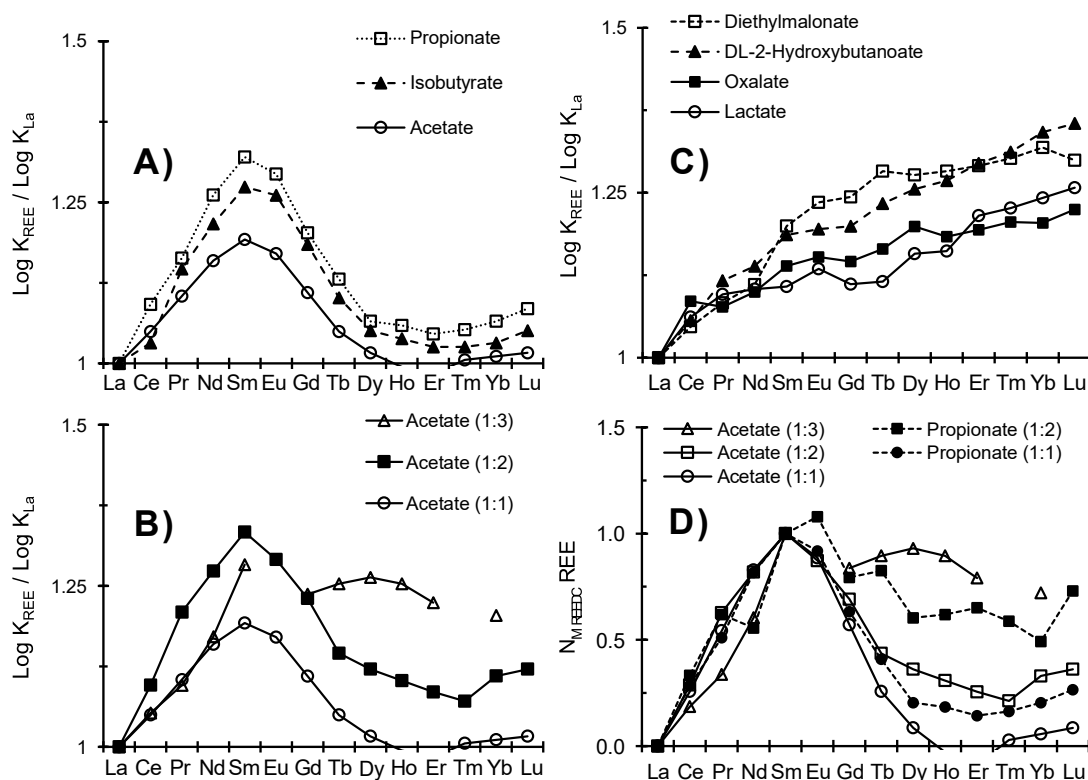 1.5
1.25
1
Log K_REE / Log K_La
A)
Propionate
Isobutyrate
Acetate
La Ce Pr Nd Sm Eu Gd Tb Dy Ho Er Tm Yb Lu
1.5
1.25
1
Log K_REE / Log K_La
C)
Diethylmalonate
DL-2-Hydroxybutanoate
Oxalate
Lactate
La Ce Pr Nd Sm Eu Gd Tb Dy Ho Er Tm Yb Lu
1.5
1.25
1
Log K_REE / Log K_La
B)
Acetate (1:3)
Acetate (1:2)
Acetate (1:1)
La Ce Pr Nd Sm Eu Gd Tb Dy Ho Er Tm Yb Lu
1.5
1.0
0.5
0.0
REE
D)
Acetate (1:3)
Acetate (1:2)
Acetate (1:1)
Propionate (1:2)
Propionate (1:1)
La Ce Pr Nd Sm Eu Gd Tb Dy Ho Er Tm Yb Lu